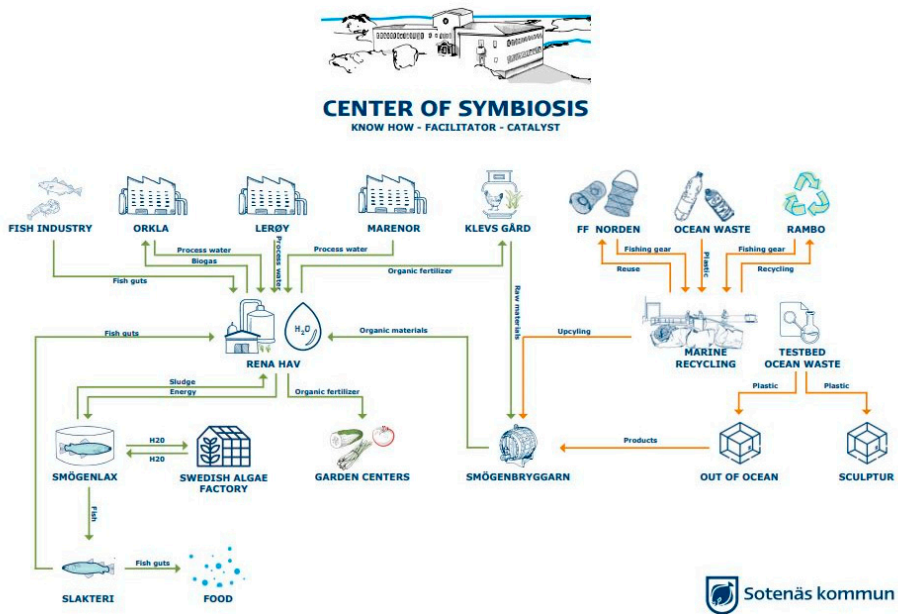 CENTER OF SYMBIOSIS
KNOW HOW - FACILITATOR - CATALYST
FISH INDUSTRY
ORKLA
LERØY
MARENOR
KLEVS GÅRD
FF NORDEN
OCEAN WASTE
RAMBO
Process water
Biogas
Process water
Process water
Organic fertilizer
Fishing gear
Reuse
Plastic
Fishing gear
Recycling
Fish guts
Raw materials
Fish guts
H₂O
Organic materials
Upcyling
RENA HAV
MARINE
RECYCLING
TESTBED
OCEAN WASTE
Sludge
Energy
Organic fertilizer
Plastic
Plastic
H20
H20
Products
SMÖGENLAX
SWEDISH ALGAE
FACTORY
GARDEN CENTERS
SMÖGENBRYGGARN
OUT OF OCEAN
SCULPTUR
Fish
Fish guts
SLAKTERI
FOOD
Sotenäs kommun